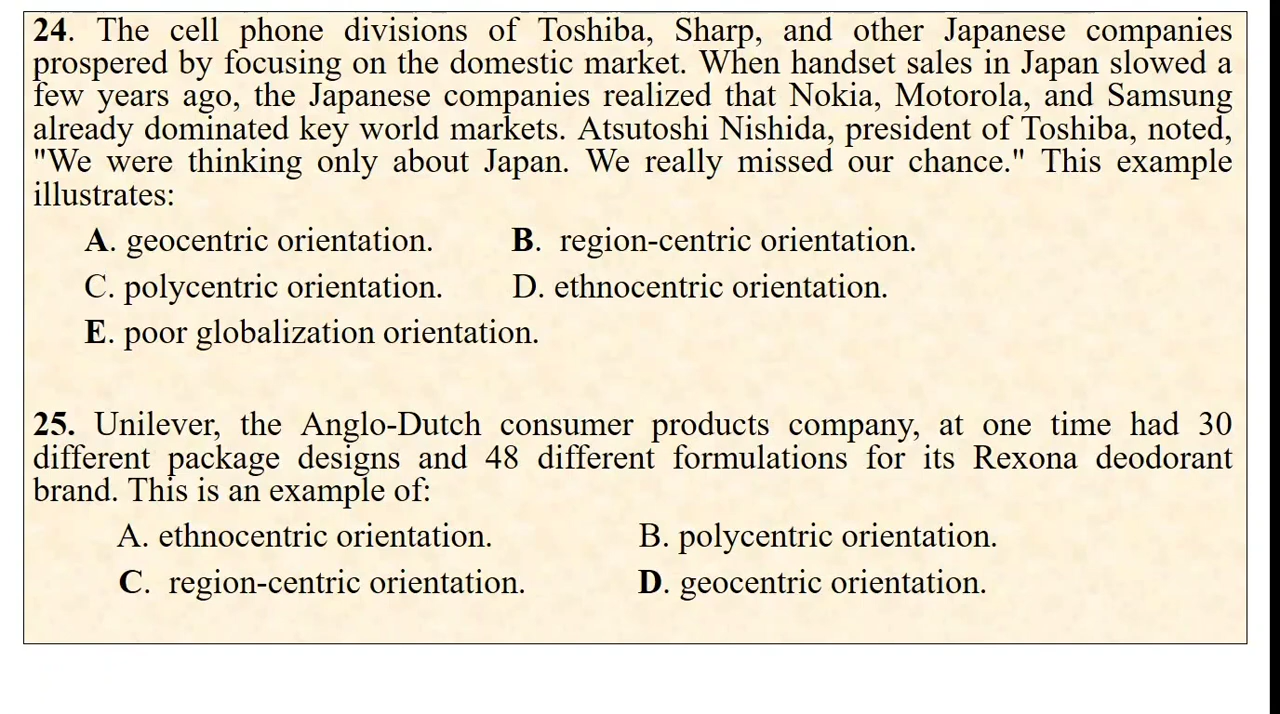 24. The cell phone divisions of Toshiba, Sharp, and other Japanese companies
prospered by focusing on the domestic market. When handset sales in Japan slowed a
few years ago, the Japanese companies realized that Nokia, Motorola, and Samsung
already dominated key world markets. Atsutoshi Nishida, president of Toshiba, noted,
"We were thinking only about Japan. We really missed our chance." This example
illustrates:
A. geocentric orientation. B. region-centric orientation.
C. polycentric orientation. D. ethnocentric orientation.
E. poor globalization orientation.
25. Unilever, the Anglo-Dutch consumer products company, at one time had 30
different package designs and 48 different formulations for its Rexona deodorant
brand. This is an example of:
A. ethnocentric orientation. B. polycentric orientation.
C. region-centric orientation. D. geocentric orientation.